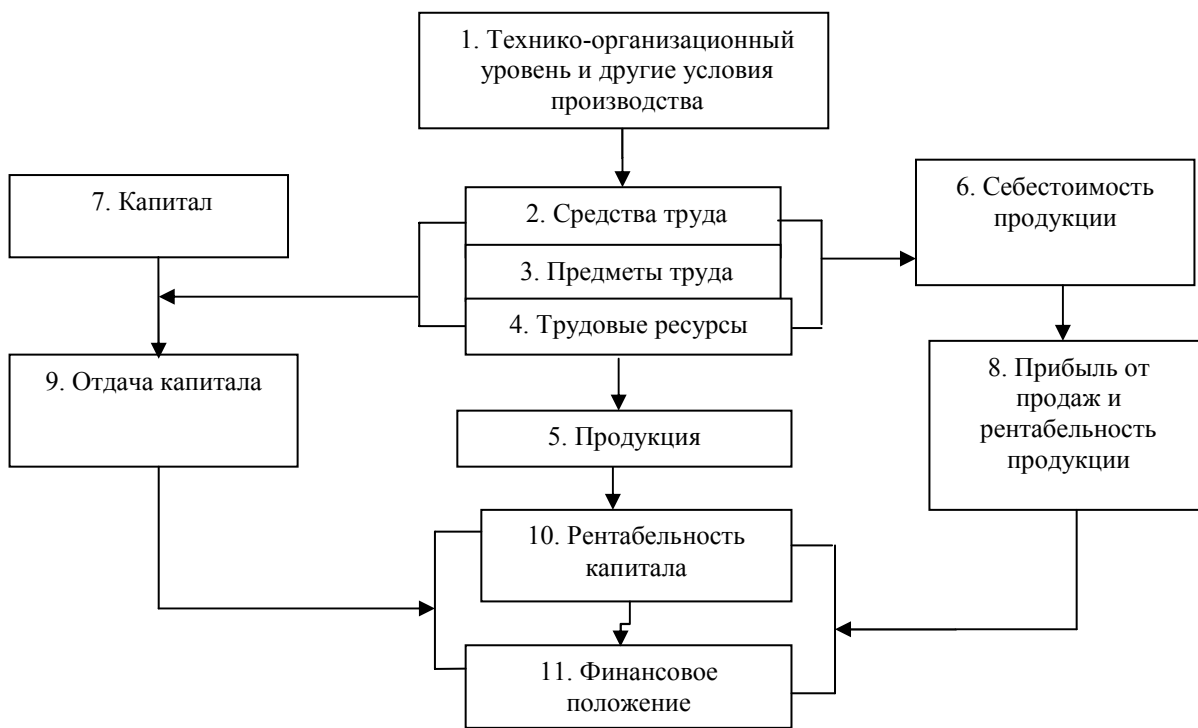 1. Технико-организационный
уровень и другие условия
производства
7. Капитал
2. Средства труда
6. Себестоимость
продукции
3. Предметы труда
4. Трудовые ресурсы
9. Отдача капитала
8. Прибыль от
продаж и
рентабельность
продукции
5. Продукция
10. Рентабельность
капитала
11. Финансовое
положение